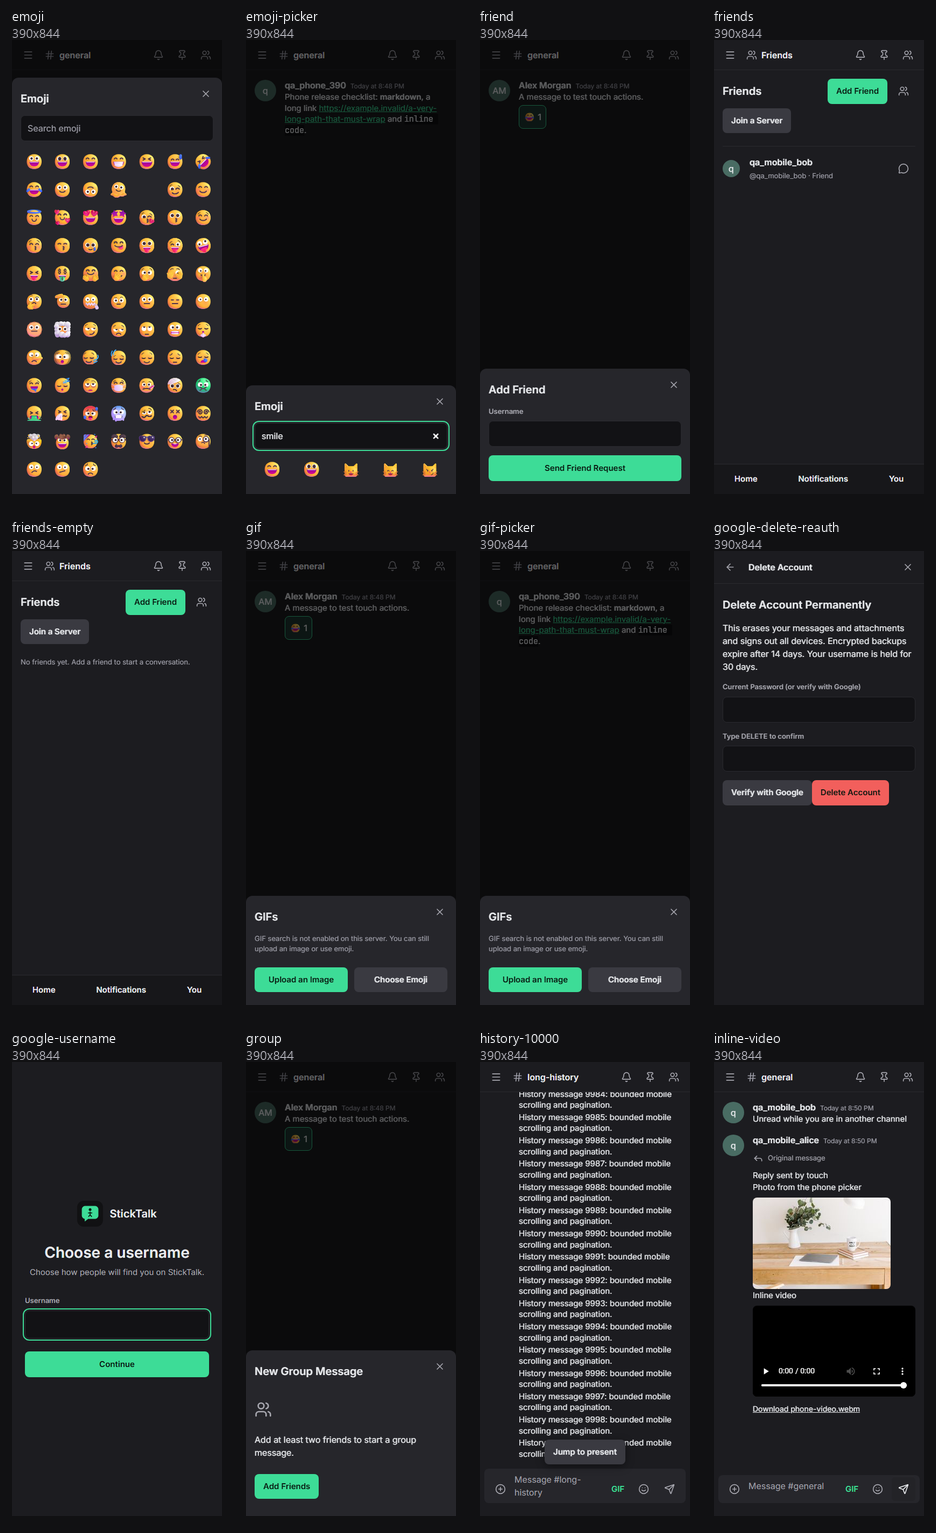 emoji
390x844
# general
Emoji
Search emoji
emoji-picker
390x844
# general
q
qa_phone_390 Today at 8:48 PM
Phone release checklist: markdown, a
long link https://example.invalid/a-very-
long-path-that-must-wrap and inline
code.
Emoji
smile
friend
390x844
# general
AM
Alex Morgan Today at 8:48 PM
A message to test touch actions.
1
Add Friend
Username
Send Friend Request
friends
390x844
Friends
Friends
Add Friend
Join a Server
q
qa_mobile_bob
@qa_mobile_bob · Friend
Home Notifications You
friends-empty
390x844
Friends
Friends
Add Friend
Join a Server
No friends yet. Add a friend to start a conversation.
Home Notifications You
gif
390x844
# general
AM
Alex Morgan Today at 8:48 PM
A message to test touch actions.
1
GIFs
GIF search is not enabled on this server. You can still
upload an image or use emoji.
Upload an Image Choose Emoji
gif-picker
390x844
# general
q
qa_phone_390 Today at 8:48 PM
Phone release checklist: markdown, a
long link https://example.invalid/a-very-
long-path-that-must-wrap and inline
code.
GIFs
GIF search is not enabled on this server. You can still
upload an image or use emoji.
Upload an Image Choose Emoji
google-delete-reauth
390x844
Delete Account
Delete Account Permanently
This erases your messages and attachments
and signs out all devices. Encrypted backups
expire after 14 days. Your username is held for
30 days.
Current Password (or verify with Google)
Type DELETE to confirm
Verify with Google Delete Account
google-username
390x844
StickTalk
Choose a username
Choose how people will find you on StickTalk.
Username
Continue
group
390x844
# general
AM
Alex Morgan Today at 8:48 PM
A message to test touch actions.
1
New Group Message
Add at least two friends to start a group
message.
Add Friends
history-10000
390x844
# long-history
History message 9984: bounded mobile
scrolling and pagination.
History message 9985: bounded mobile
scrolling and pagination.
History message 9986: bounded mobile
scrolling and pagination.
History message 9987: bounded mobile
scrolling and pagination.
History message 9988: bounded mobile
scrolling and pagination.
History message 9989: bounded mobile
scrolling and pagination.
History message 9990: bounded mobile
scrolling and pagination.
History message 9991: bounded mobile
scrolling and pagination.
History message 9992: bounded mobile
scrolling and pagination.
History message 9993: bounded mobile
scrolling and pagination.
History message 9994: bounded mobile
scrolling and pagination.
History message 9995: bounded mobile
scrolling and pagination.
History message 9996: bounded mobile
scrolling and pagination.
History message 9997: bounded mobile
scrolling and pagination.
History message 9998: bounded mobile
scrolling and pagination.
nded mobile
Jump to present
Message #long-
history
GIF
inline-video
390x844
# general
q
qa_mobile_bob Today at 8:50 PM
Unread while you are in another channel
q
qa_mobile_alice Today at 8:50 PM
Original message
Reply sent by touch
Photo from the phone picker
Inline video
0:00 / 0:00
Download phone-video.webm
Message #general
GIF